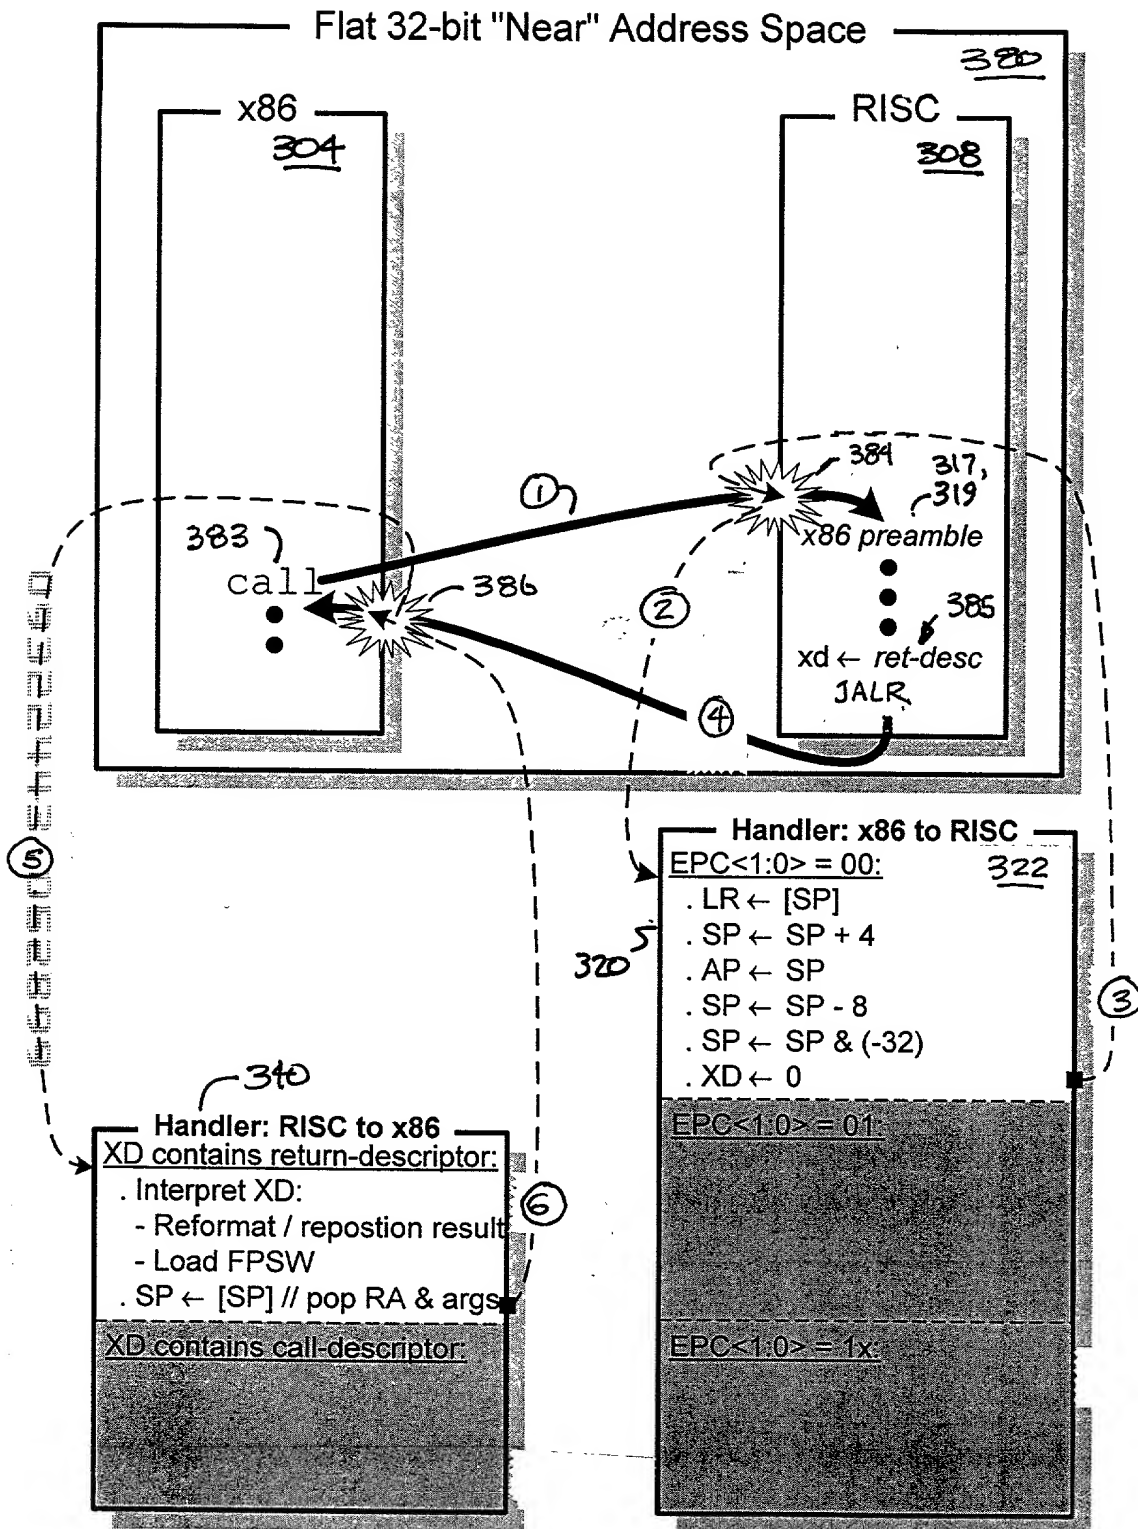 Flat 32-bit "Near" Address Space
380
x86
304
RISC
308
384
317,
319
①
x86 preamble
383
call
386
②
385
xd ← ret-desc
JALR
④
⑤
Handler: x86 to RISC
322
EPC<1:0> = 00:
. LR ← [SP]
. SP ← SP + 4
320
. AP ← SP
. SP ← SP - 8
③
. SP ← SP & (-32)
. XD ← 0
EPC<1:0> = 01:
EPC<1:0> = 1x:
340
Handler: RISC to x86
XD contains return-descriptor:
. Interpret XD:
- Reformat / repostion result
⑥
- Load FPSW
. SP ← [SP] // pop RA & args
XD contains call-descriptor: